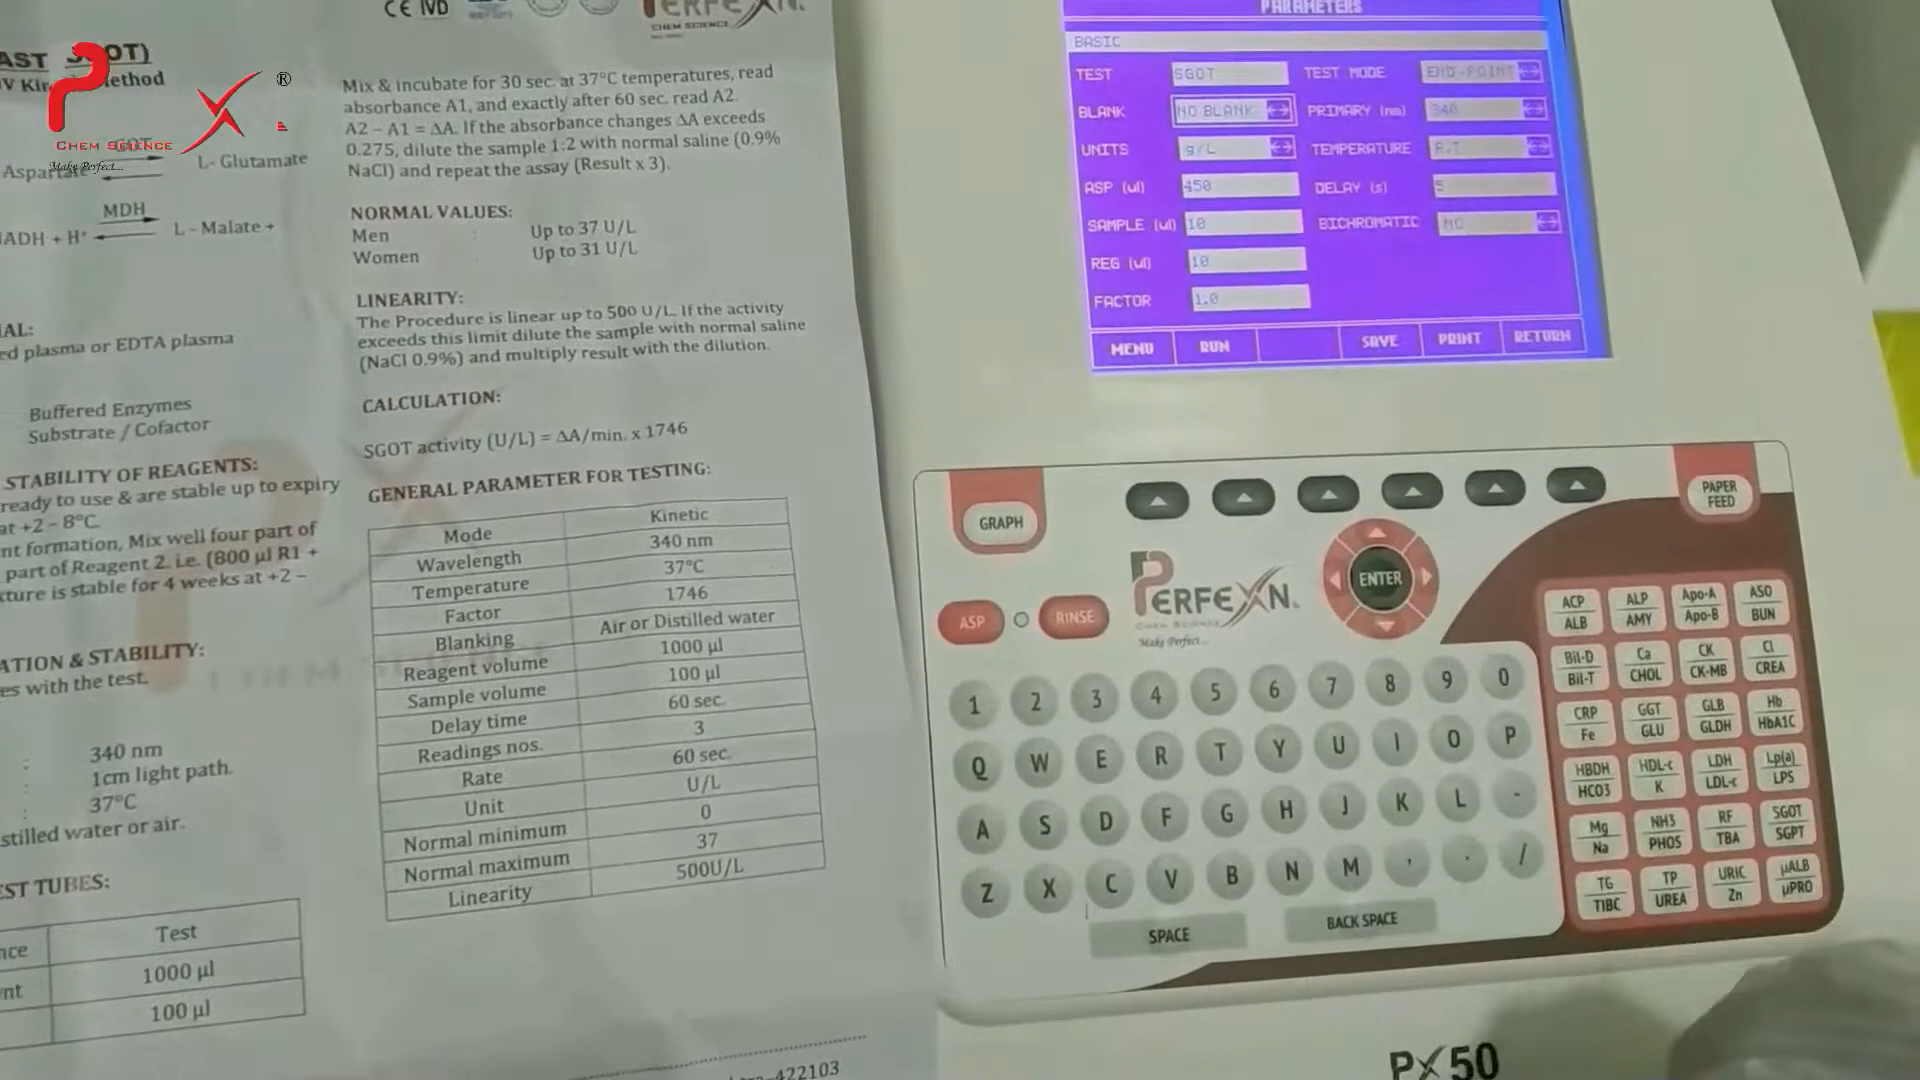 CE IVD
PERFEXN.
CHEM SCIENCE
®
CHEM SCIENCE
Make Perfect...
AST SGOT)
Method
GOT
Aspartate
L- Glutamate
MDH
NADH + H⁺
L - Malate +
ed plasma or EDTA plasma
Buffered Enzymes
Substrate / Cofactor
STABILITY OF REAGENTS:
ready to use & are stable up to expiry
at +2 – 8°C.
nt formation, Mix well four part of
part of Reagent 2. i.e. (800 µl R1 +
xture is stable for 4 weeks at +2 –
ATION & STABILITY:
es with the test.
: 340 nm
: 1cm light path.
: 37°C
stilled water or air.
EST TUBES:
nce Test
nt 1000 µl
100 µl
Mix & incubate for 30 sec. at 37°C temperatures, read
absorbance A1, and exactly after 60 sec. read A2.
A2 – A1 = ΔA. If the absorbance changes ΔA exceeds
0.275, dilute the sample 1:2 with normal saline (0.9%
NaCl) and repeat the assay (Result x 3).
NORMAL VALUES:
Men : Up to 37 U/L
Women : Up to 31 U/L
LINEARITY:
The Procedure is linear up to 500 U/L. If the activity
exceeds this limit dilute the sample with normal saline
(NaCl 0.9%) and multiply result with the dilution.
CALCULATION:
SGOT activity (U/L) = ΔA/min. x 1746
GENERAL PARAMETER FOR TESTING:
Mode Kinetic
Wavelength 340 nm
Temperature 37°C
Factor 1746
Blanking Air or Distilled water
Reagent volume 1000 µl
Sample volume 100 µl
Delay time 60 sec.
Readings nos. 3
Rate 60 sec.
Unit U/L
Normal minimum 0
Normal maximum 37
Linearity 500U/L
-422103
PARAMETERS
BASIC
TEST SGOT TEST MODE END-POINT
BLANK NO BLANK PRIMARY (nm) 340
UNITS g/L TEMPERATURE R.T
ASP (ul) 450 DELAY (s) 5
SAMPLE (ul) 10 BICHROMATIC NO
REG (ul) 10
FACTOR 1.0
MENU RUN SAVE PRINT RETURN
GRAPH
PAPER
FEED
ENTER
ASP
RINSE
PERFEXN.
CHEM SCIENCE
Make Perfect...
1 2 3 4 5 6 7 8 9 0
Q W E R T Y U I O P
A S D F G H J K L -
Z X C V B N M , . /
SPACE
BACK SPACE
ACP ALP Apo-A ASO
ALB AMY Apo-B BUN
Bil-D Ca CK Cl
Bil-T CHOL CK-MB CREA
CRP GGT GLB Hb
Fe GLU GLDH HbA1C
HBDH HDL-c LDH Lp(a)
HCO3 K LDL-c LPS
Mg NH3 RF SGOT
Na PHOS TBA SGPT
TG TP URIC µALB
TIBC UREA Zn µPRO
PX50